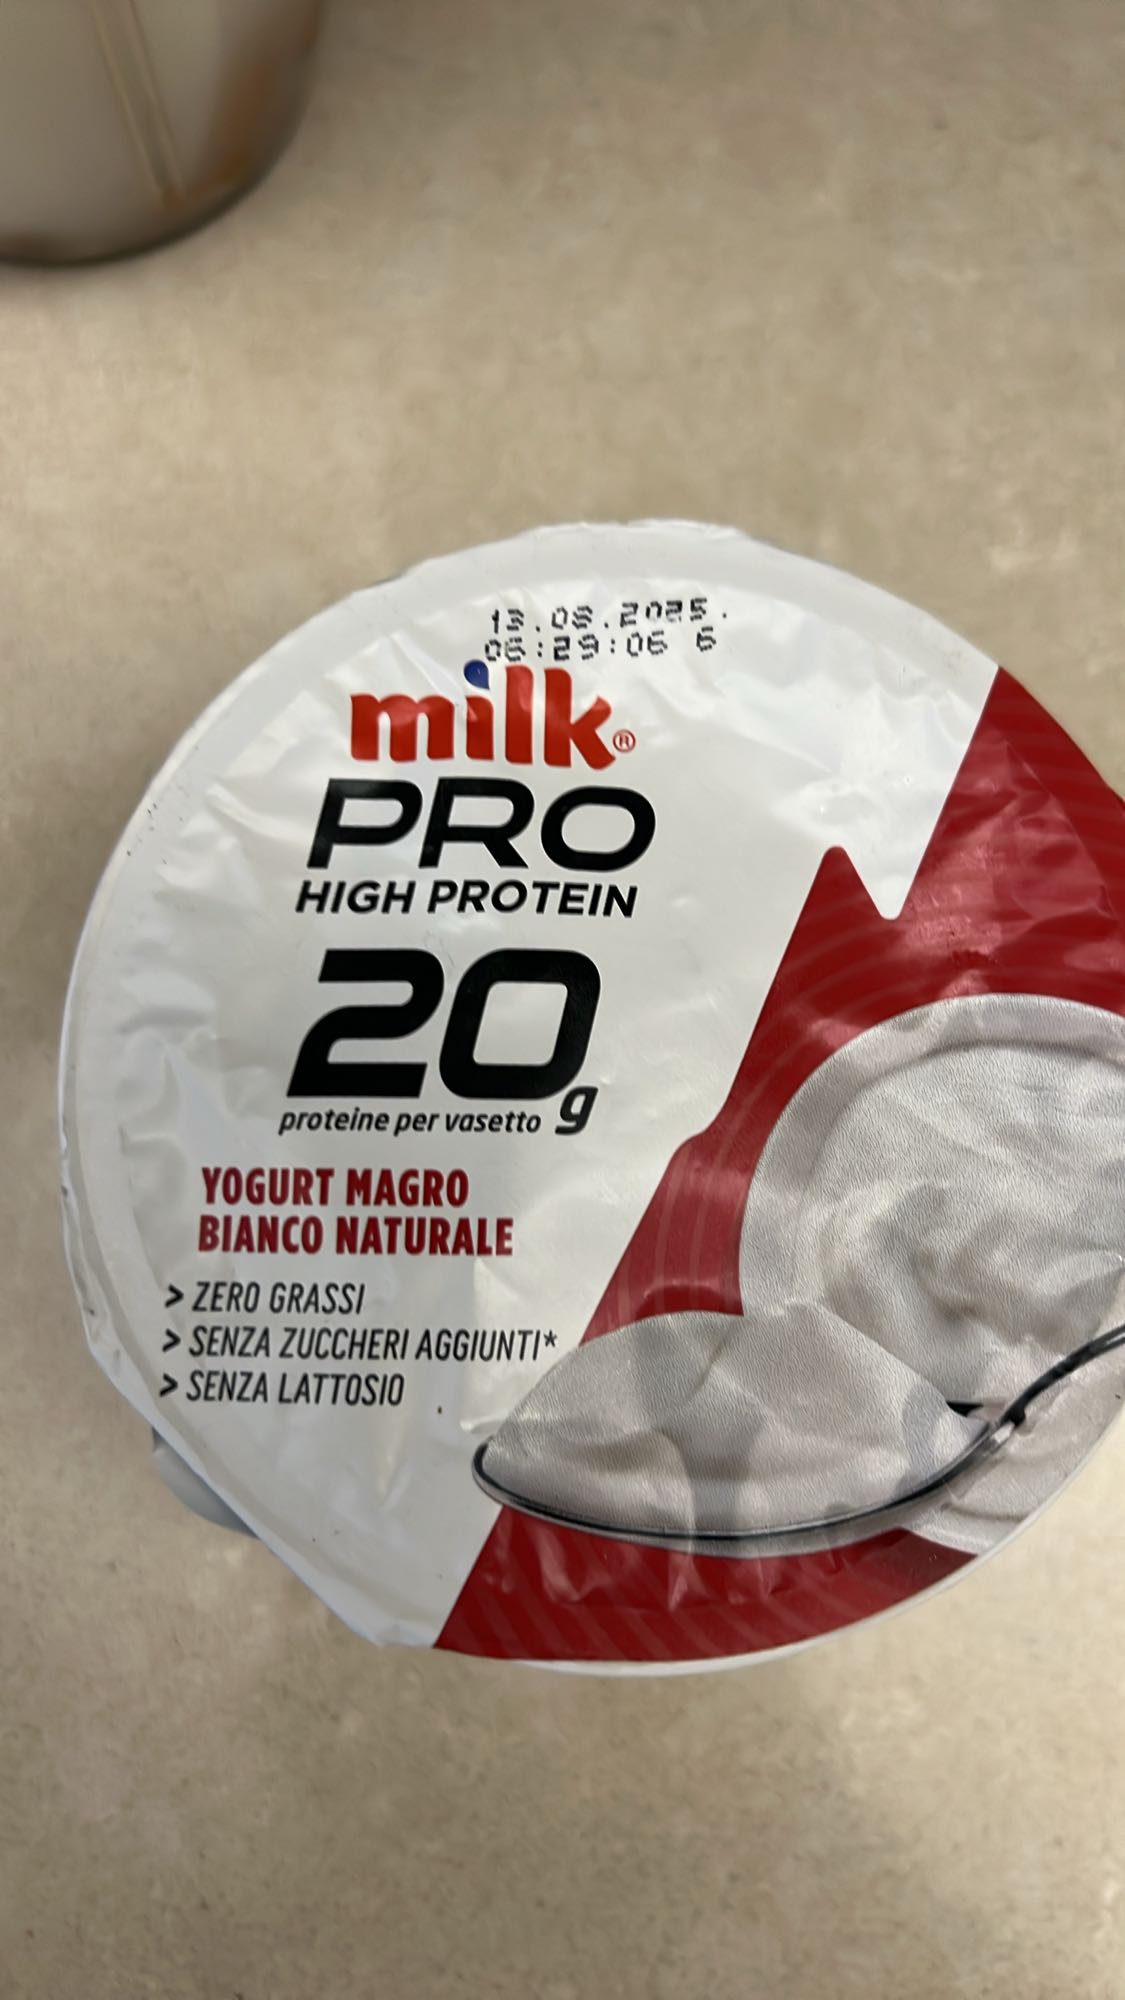 13.08.2025.
06:29:06 6
milk®
PRO
HIGH PROTEIN
20g
proteine per vasetto
YOGURT MAGRO
BIANCO NATURALE
> ZERO GRASSI
> SENZA ZUCCHERI AGGIUNTI*
> SENZA LATTOSIO